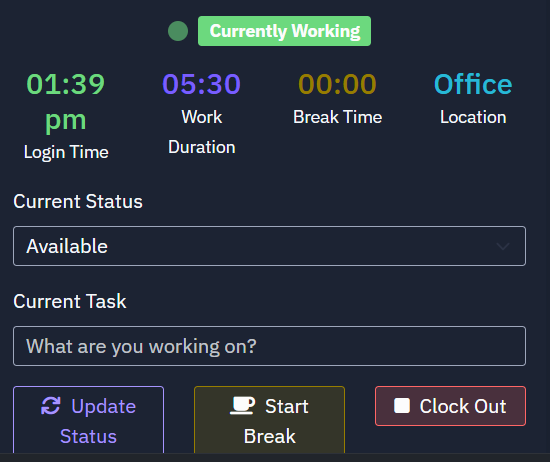 Currently Working
01:39 pm
05:30
00:00
Office
Login Time
Work Duration
Break Time
Location
Current Status
Available
Current Task
What are you working on?
Update Status
Start Break
Clock Out